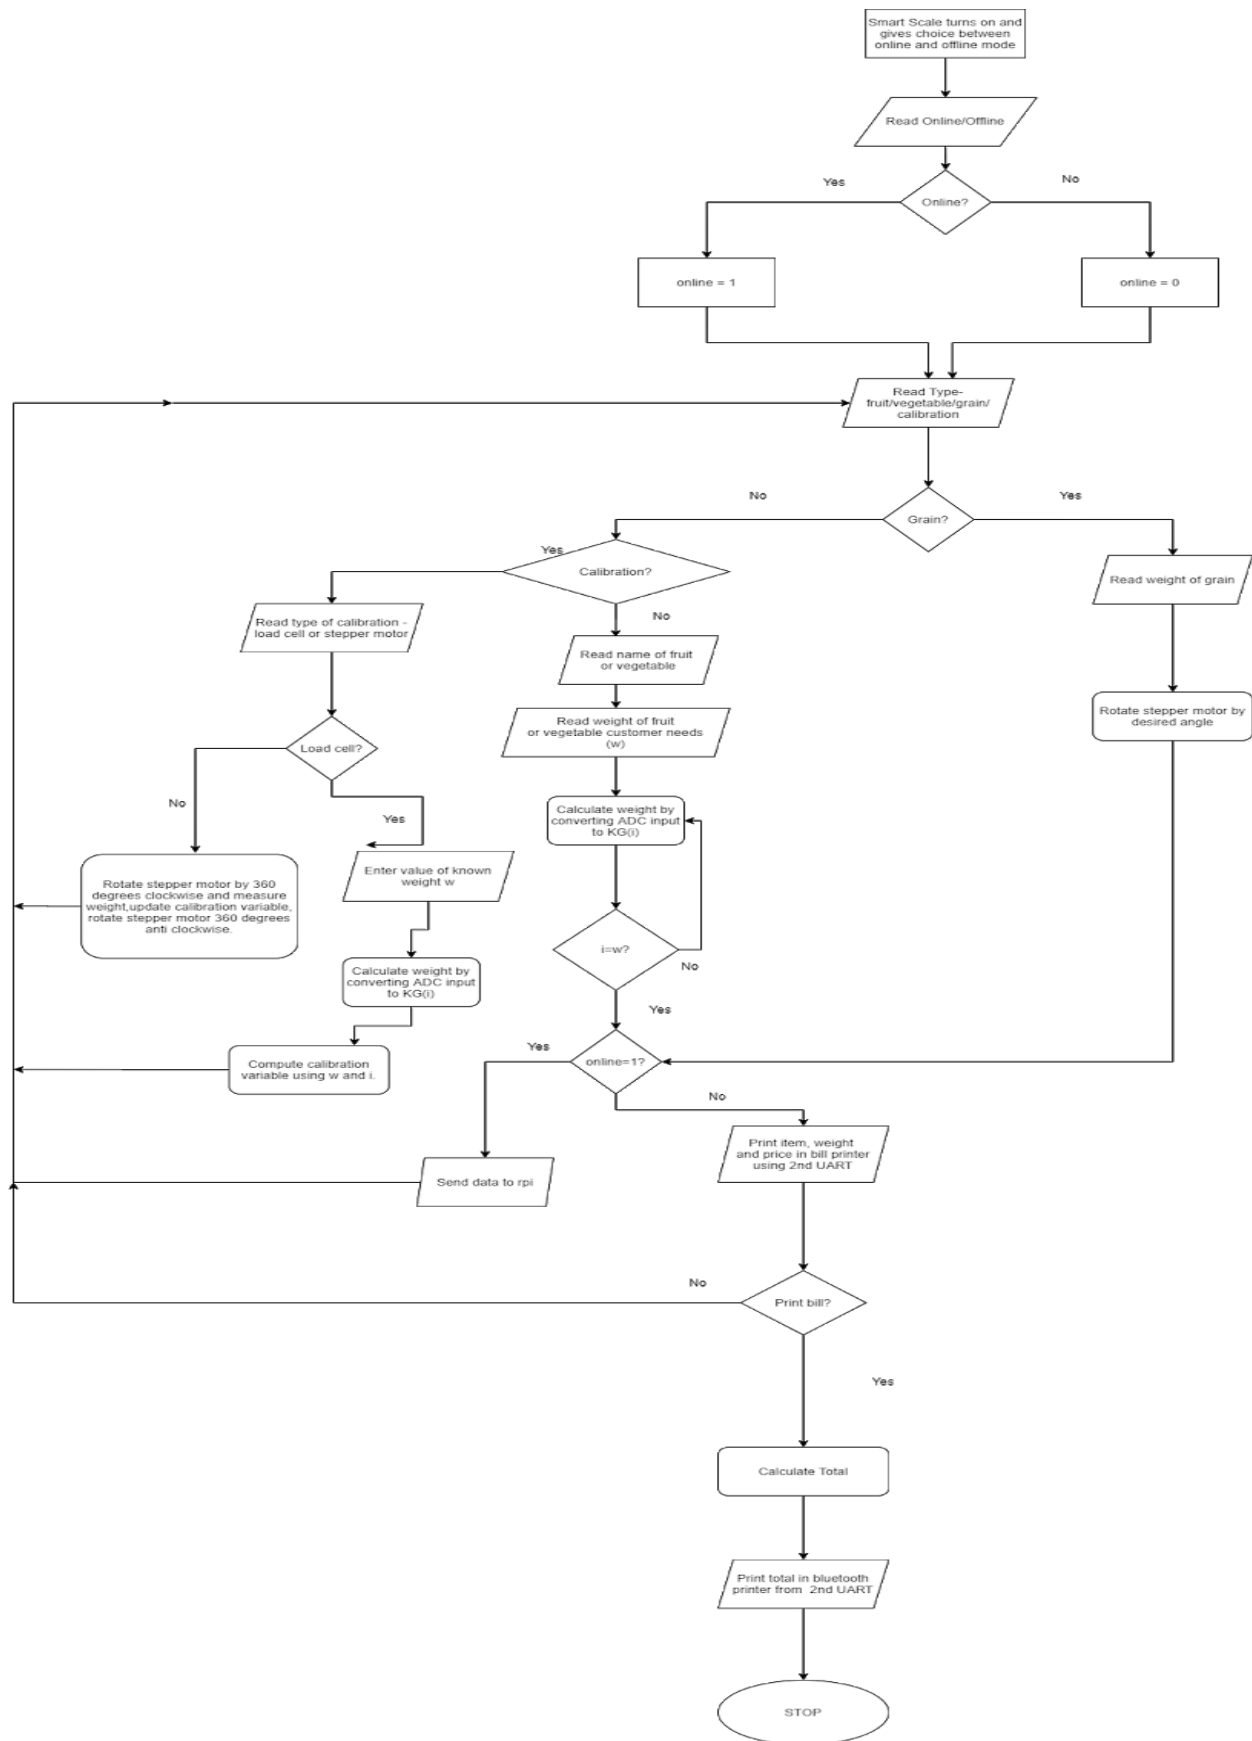 Smart Scale turns on and
gives choice between
online and offline mode
Read Online/Offline
Yes
No
Online?
online = 1
online = 0
Read Type-
fruit/vegetable/grain/
calibration
No
Yes
Grain?
Yes
Calibration?
Read weight of grain
Read type of calibration -
load cell or stepper motor
No
Read name of fruit
or vegetable
Read weight of fruit
or vegetable customer needs
(w)
Rotate stepper motor by
desired angle
Load cell?
No
Yes
Calculate weight by
converting ADC input
to KG(i)
Enter value of known
weight w
Rotate stepper motor by 360
degrees clockwise and measure
weight,update calibration variable,
rotate stepper motor 360 degrees
anti clockwise.
i=w?
No
Calculate weight by
converting ADC input
to KG(i)
Yes
Yes
online=1?
Compute calibration
variable using w and i.
No
Print item, weight
and price in bill printer
using 2nd UART
Send data to rpi
No
Print bill?
Yes
Calculate Total
Print total in bluetooth
printer from 2nd UART
STOP